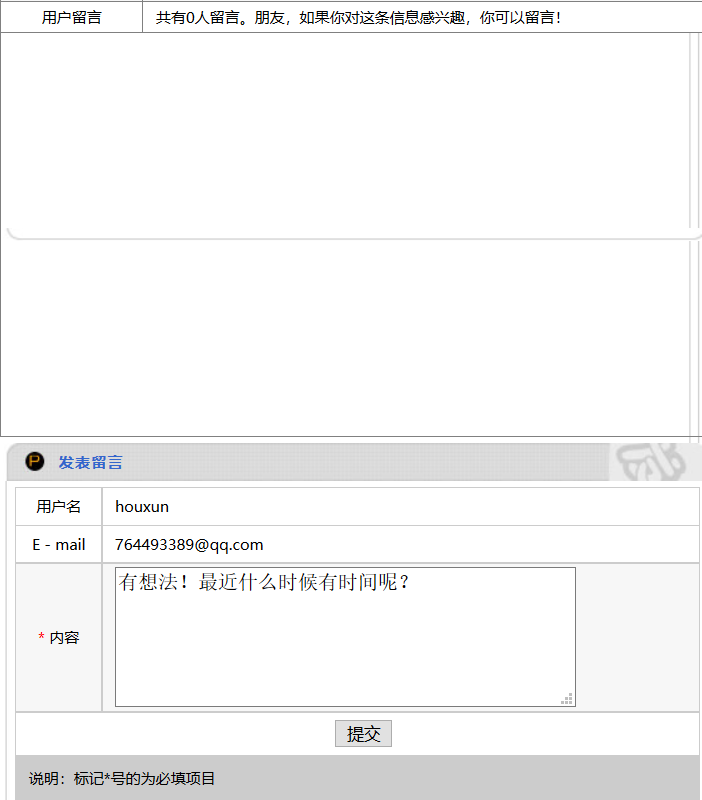 用户留言 共有0人留言。朋友，如果你对这条信息感兴趣，你可以留言！
P 发表留言
用户名 houxun
E - mail 764493389@qq.com
有想法！最近什么时候有时间呢？
* 内容
提交
说明：标记*号的为必填项目